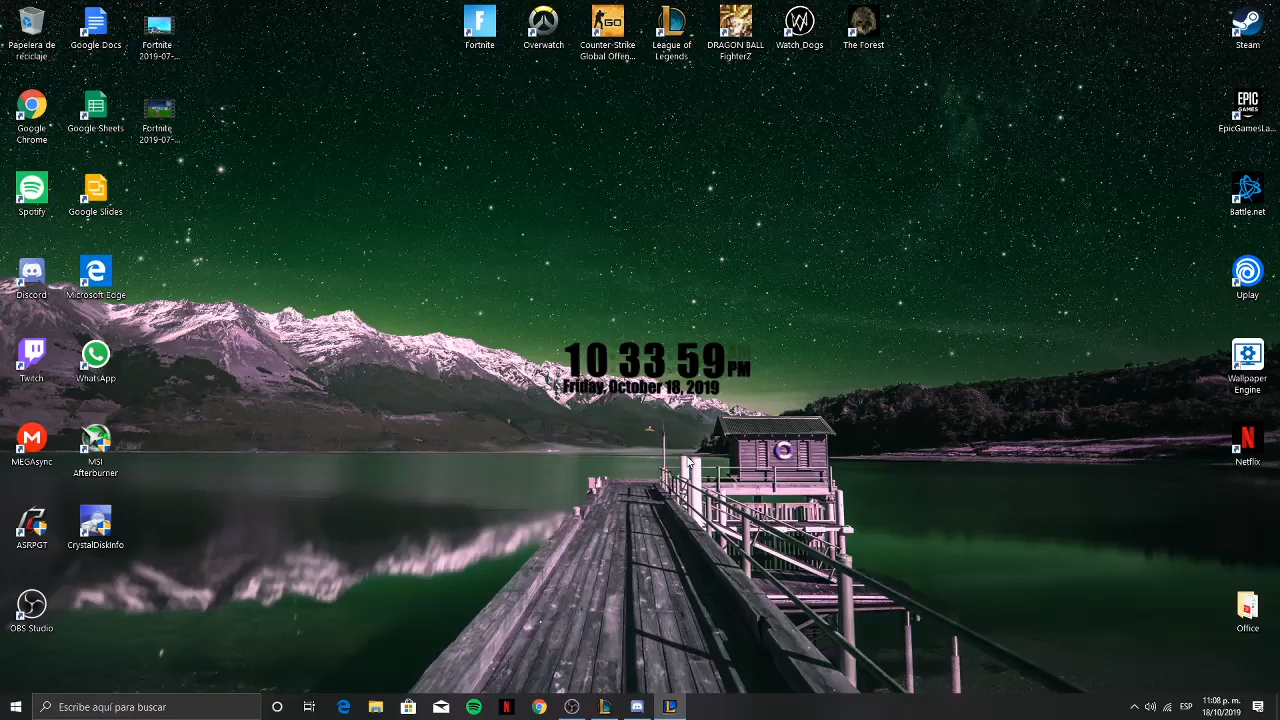 Papelera de
reciclaje
Google Docs
Fortnite
2019-07-...
Fortnite
Overwatch
Counter-Strike
Global Offen...
League of
Legends
DRAGON BALL
FighterZ
Watch_Dogs
The Forest
Steam
Google
Chrome
Google Sheets
Fortnite
2019-07-...
EPIC
GAMES
EpicGamesLa...
Spotify
Google Slides
Battle.net
Discord
Microsoft Edge
Uplay
Twitch
WhatsApp
10 33 59PM
Friday, October 18, 2019
Wallpaper
Engine
MEGAsync
MSI
Afterburner
Netflix
ASRPGT
CrystalDiskInfo
OBS Studio
Office
Escribe aquí para buscar
ESP
11:08 p. m.
18/10/2019